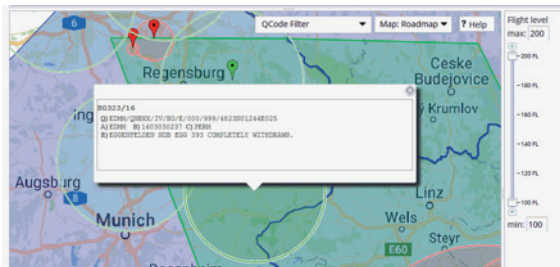 QCode Filter
Map: Roadmap
? Help
Flight level
max: 200
200 FL
180 FL
160 FL
140 FL
120 FL
100 FL
min: 100
6
Regensburg
Ceske
Budejovice
ý Krumlov
B0323/16
Q) EDMM/QNBXX/IV/BO/E/000/999/4823N01244E025
A) EDMM B) 1603030237 C) PERM
E) EGGENFELDEN NDB EGG 395 COMPLETELY WITHDRAWN.
ing
Augsburg
8
Munich
Linz
Wels
Steyr
E60